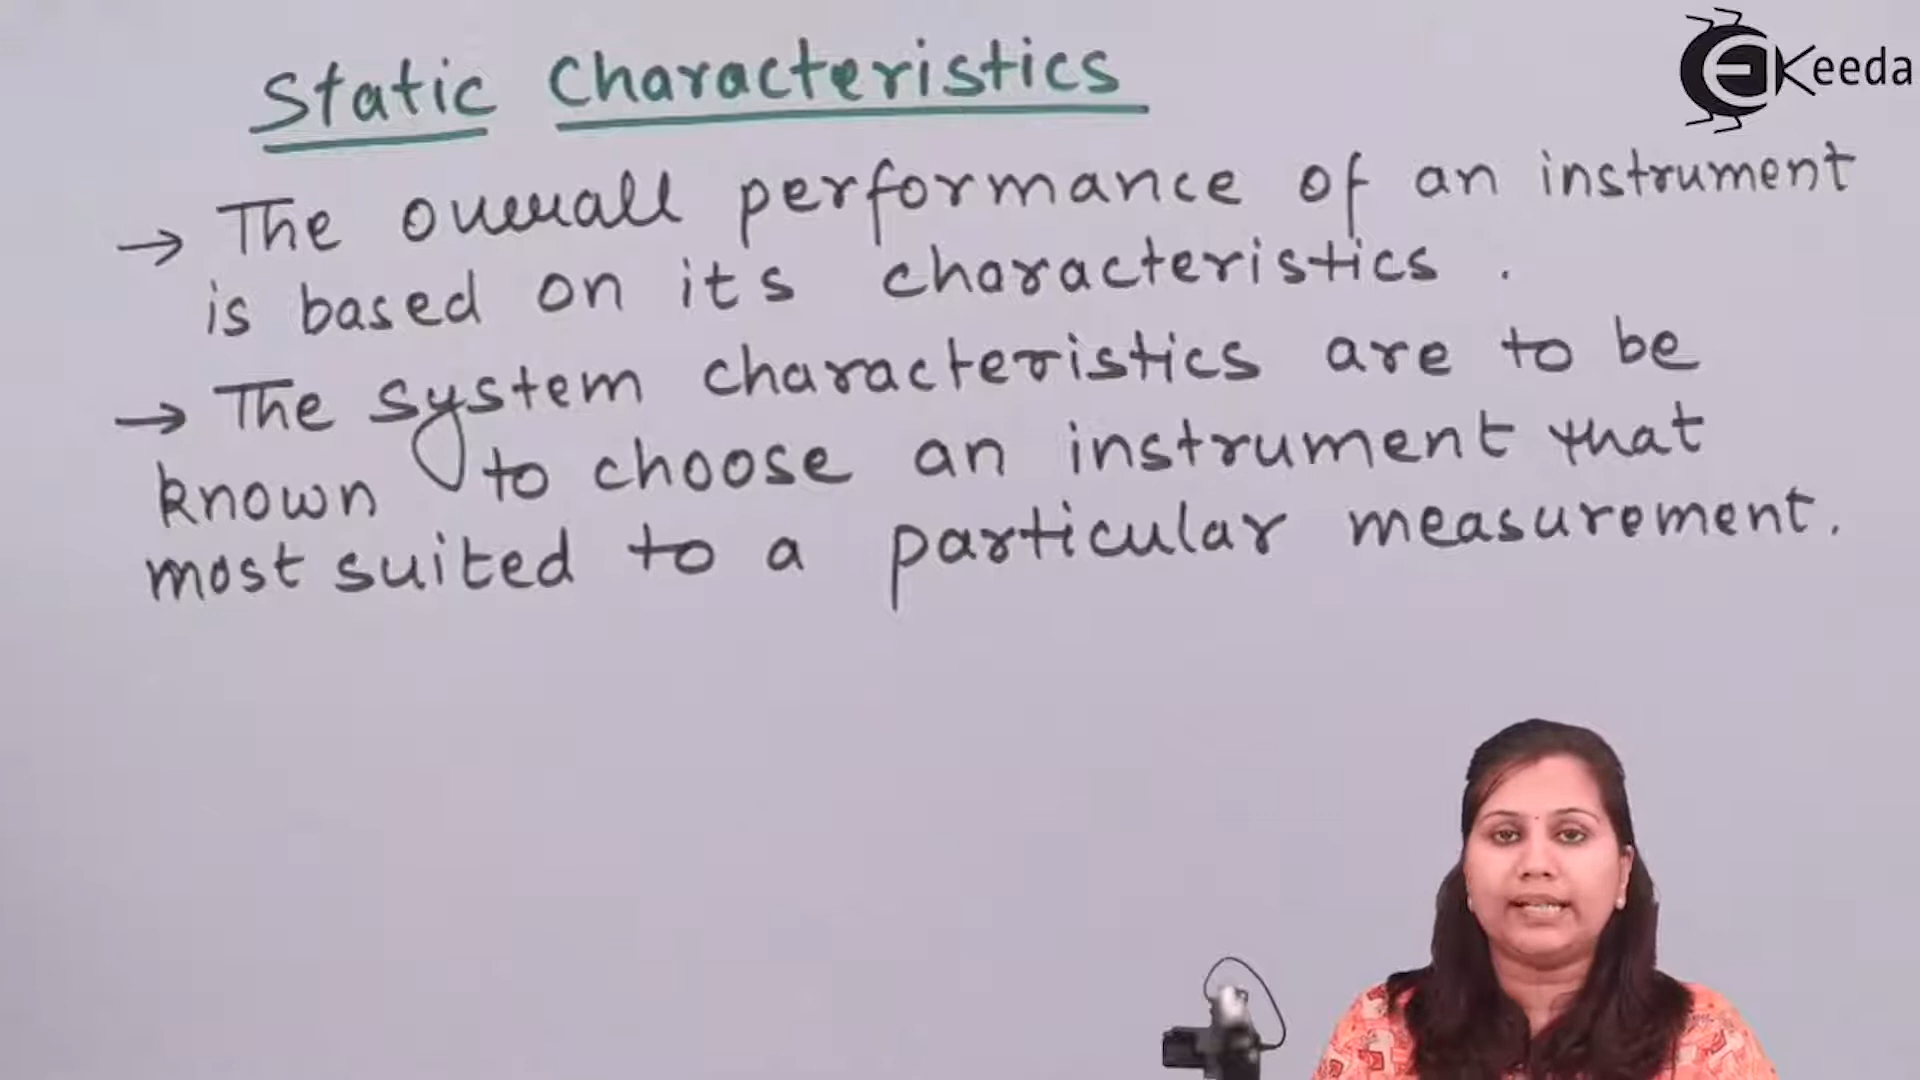 Static Characteristics
EKeeda
→ The overall performance of an instrument
is based on its characteristics.
→ The system characteristics are to be
known to choose an instrument that
most suited to a particular measurement.